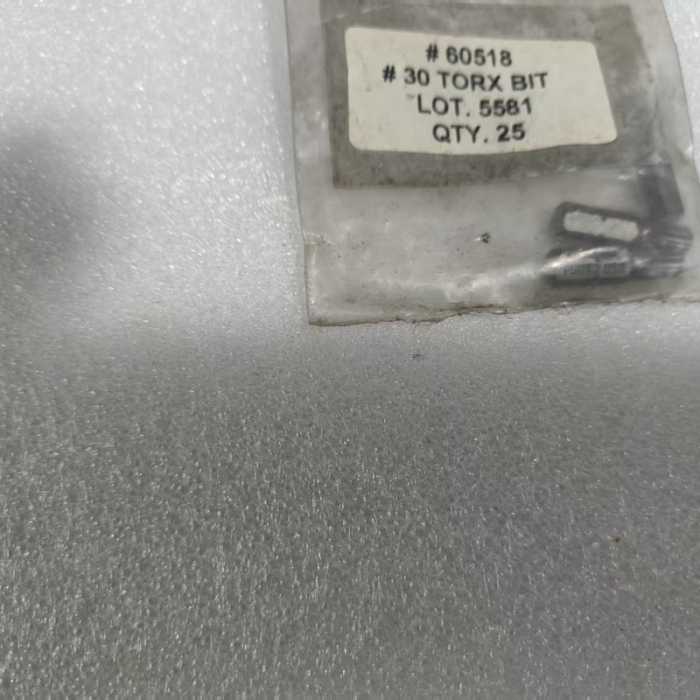 # 60518
# 30 TORX BIT
LOT. 5581
QTY. 25